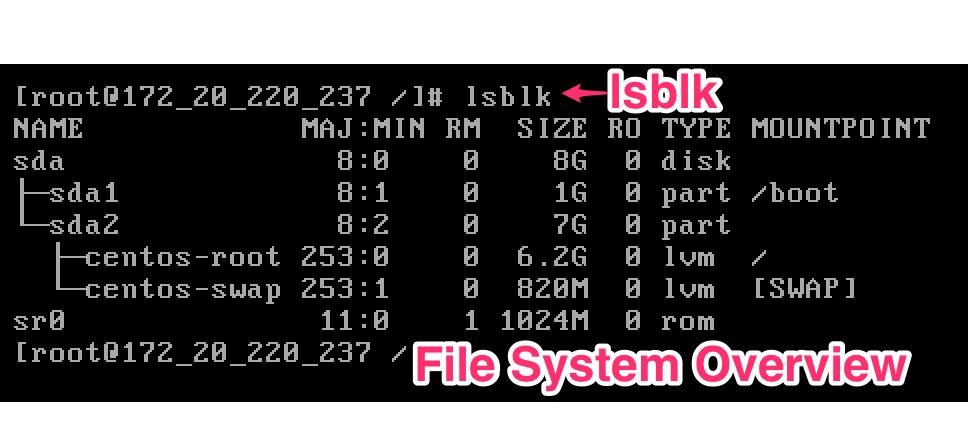 [root@172_20_220_237 /]# lsblk
lsblk
NAME MAJ:MIN RM SIZE RO TYPE MOUNTPOINT
sda 8:0 0 8G 0 disk
├─sda1 8:1 0 1G 0 part /boot
└─sda2 8:2 0 7G 0 part
├─centos-root 253:0 0 6.2G 0 lvm /
└─centos-swap 253:1 0 820M 0 lvm [SWAP]
sr0 11:0 1 1024M 0 rom
[root@172_20_220_237 /
File System Overview